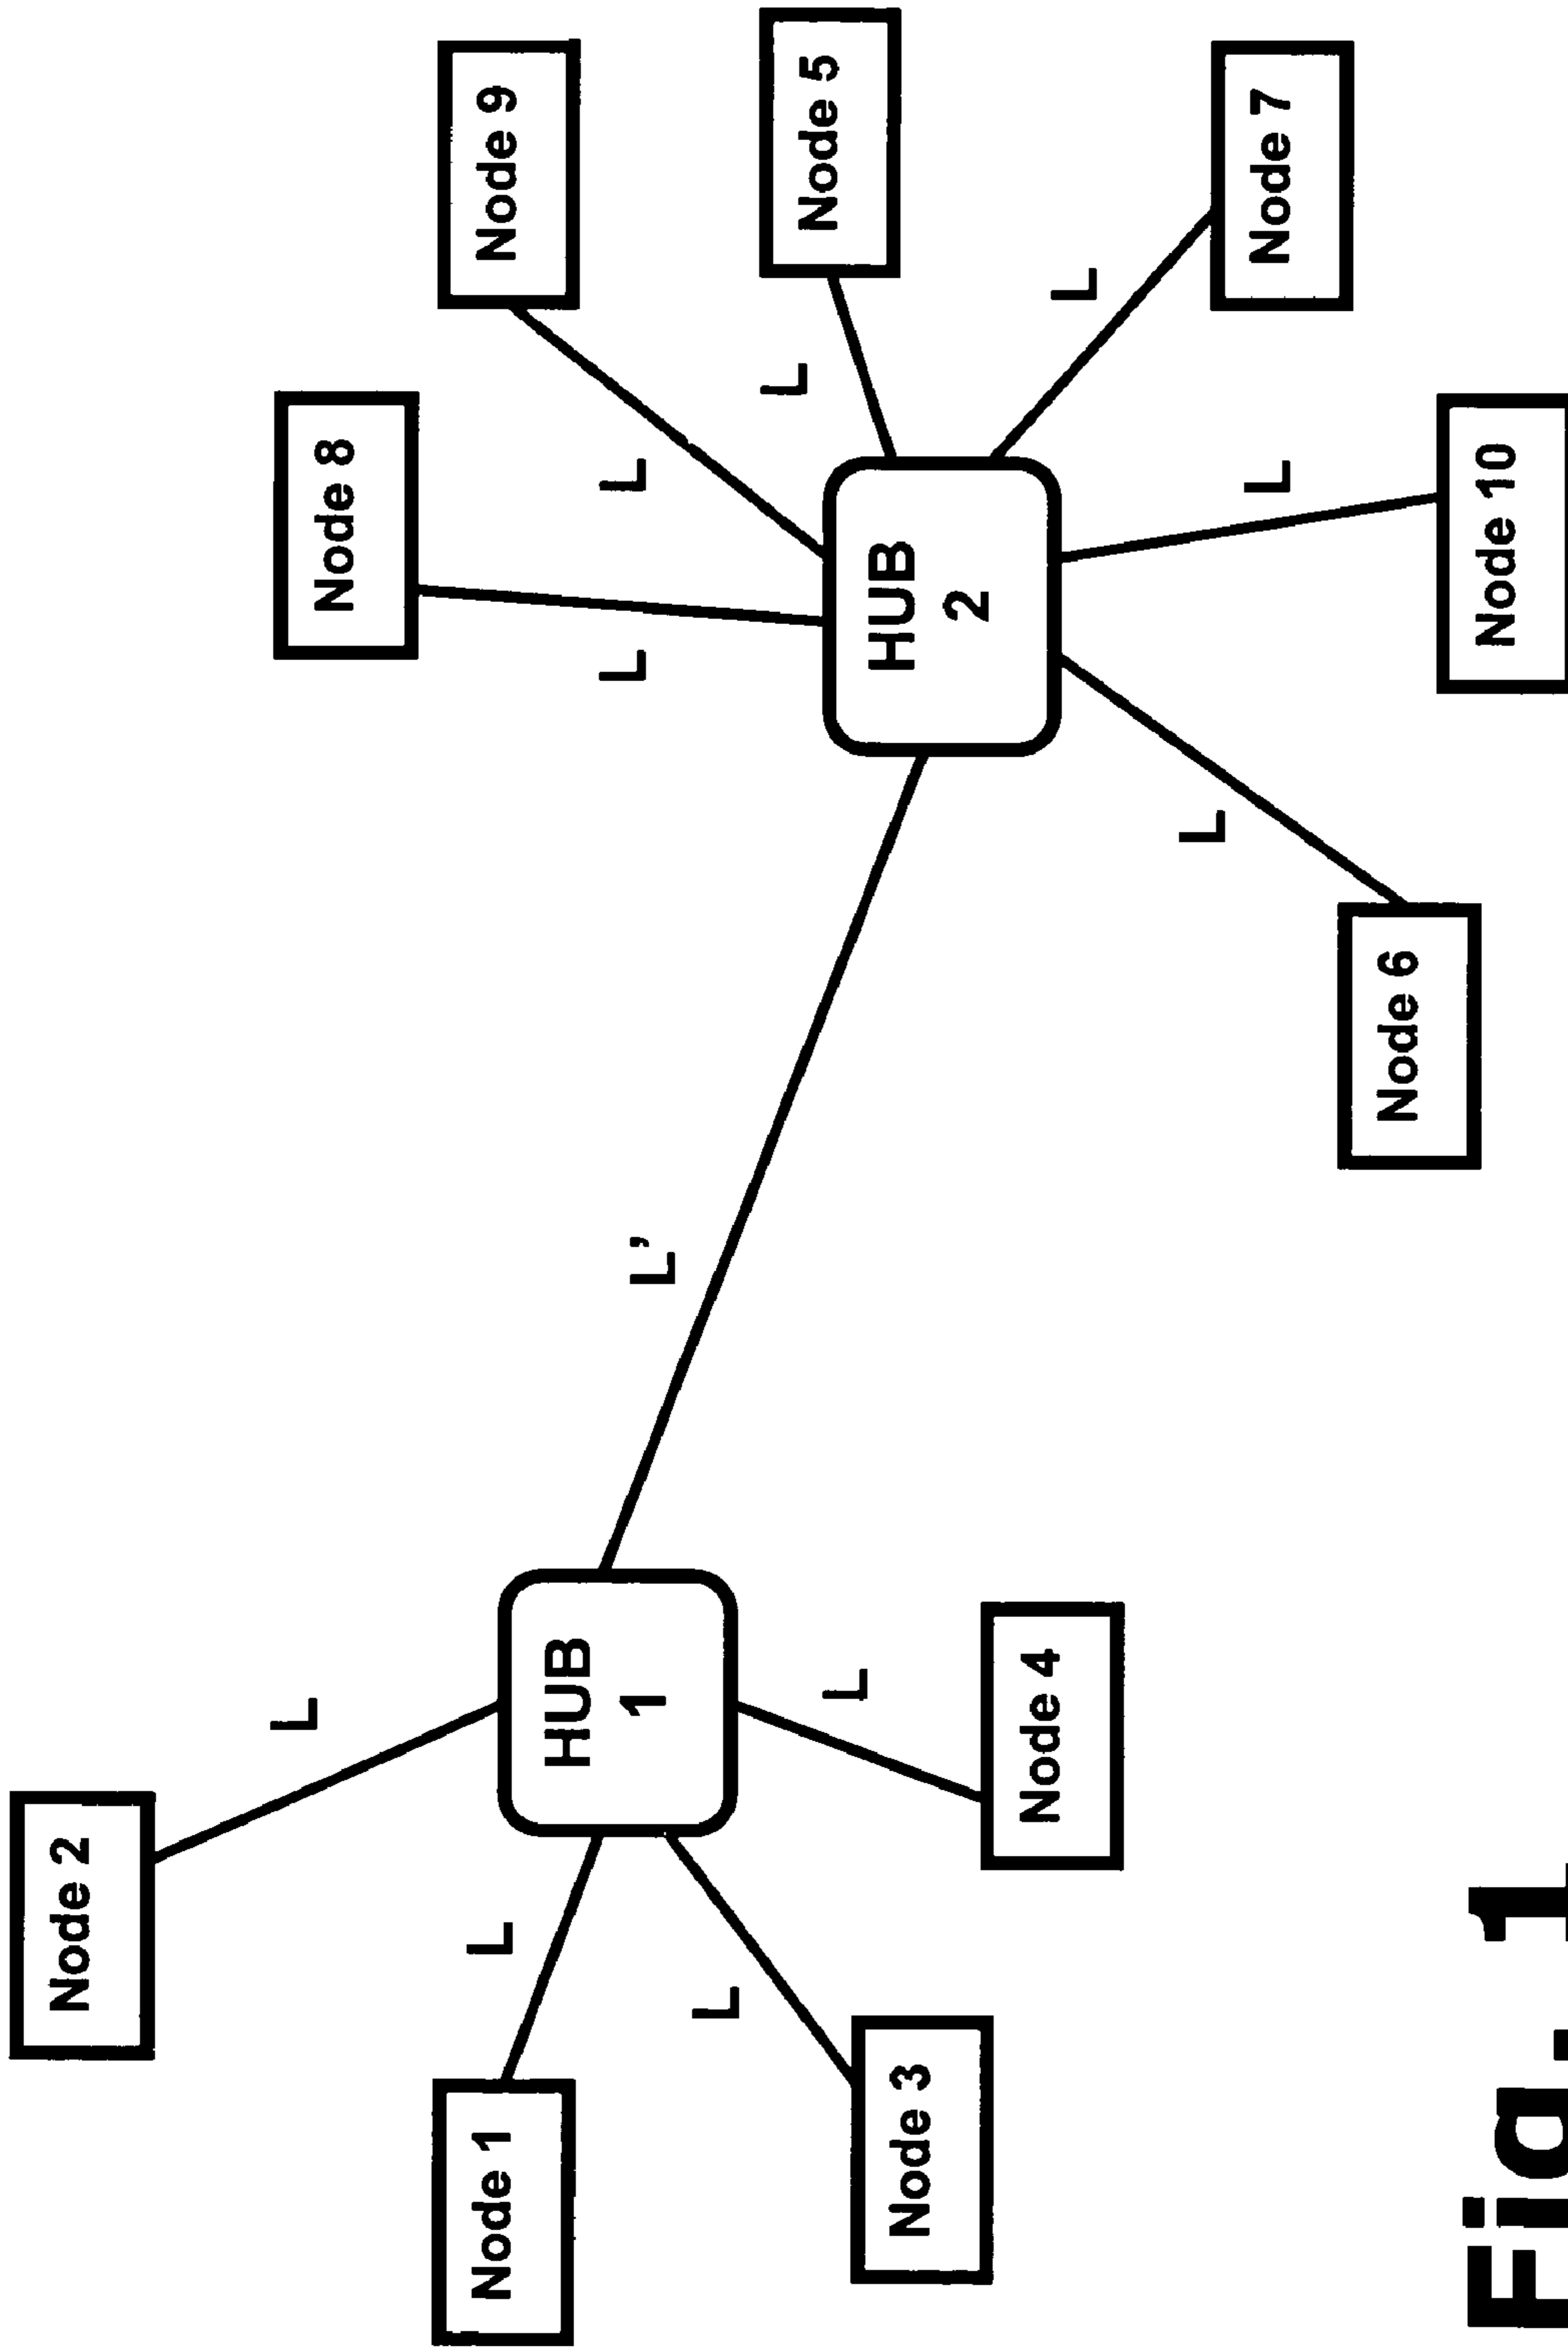 Node 2
Node 8
L
Node 9
Node 1
L
HUB
1
L'
L
L
Node 3
L
L
Node 4
L
HUB
2
L
Node 5
L
L
Node 6
L
Node 7
Node 10
Fig. 1